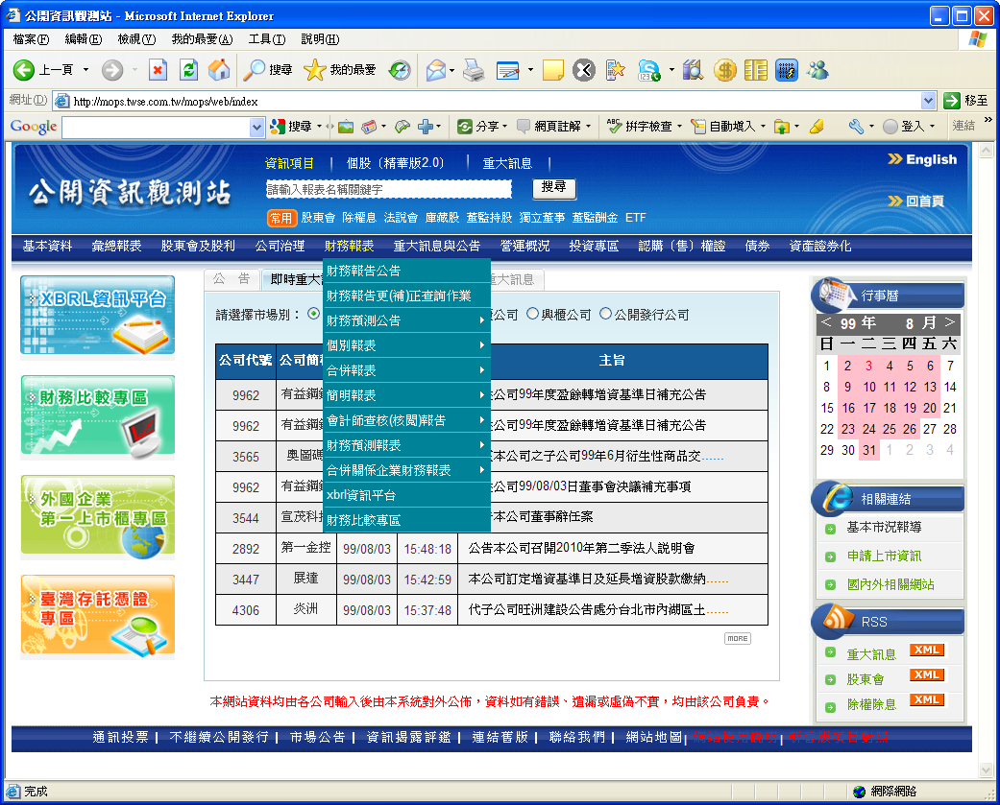 公開資訊觀測站 - Microsoft Internet Explorer
檔案(F) 編輯(E) 檢視(V) 我的最愛(A) 工具(T) 說明(H)
上一頁 搜尋 我的最愛
網址(D) http://mops.twse.com.tw/mops/web/index 移至
Google 搜尋 分享 網頁註解 拼字檢查 自動填入 登入 連結 »
公開資訊觀測站
資訊項目 | 個股（精華版2.0） | 重大訊息 |
請輸入報表名稱關鍵字 搜尋
常用 股東會 除權息 法說會 庫藏股 董監持股 獨立董事 董監酬金 ETF
English
回首頁
基本資料 彙總報表 股東會及股利 公司治理 財務報表 重大訊息與公告 營運概況 投資專區 認購（售）權證 債券 資產證券化
財務報告公告
財務報告更(補)正查詢作業
財務預測公告
個別報表
合併報表
簡明報表
會計師查核(核閱)報告
財務預測報表
合併關係企業財務報表
xbrl資訊平台
財務比較專區
XBRL資訊平台
財務比較專區
外國企業
第一上市櫃專區
臺灣存託憑證
專區
公 告 即時重大 重大訊息
請選擇市場別： 公司 興櫃公司 公開發行公司
公司代號 公司簡 主旨
9962 有益鋼 公司99年度盈餘轉增資基準日補充公告
9962 有益鋼 公司99年度盈餘轉增資基準日補充公告
3565 奧圖碼 本公司之子公司99年6月衍生性商品交......
9962 有益鋼 公司99/08/03日董事會決議補充事項
3544 宣茂科 本公司董事辭任案
2892 第一金控 99/08/03 15:48:18 公告本公司召開2010年第二季法人說明會
3447 展達 99/08/03 15:42:59 本公司訂定增資基準日及延長增資股款繳納......
4306 炎洲 99/08/03 15:37:48 代子公司旺洲建設公告處分台北市內湖區土......
MORE
行事曆
< 99 年 8 月 >
日 一 二 三 四 五 六
1 2 3 4 5 6 7
8 9 10 11 12 13 14
15 16 17 18 19 20 21
22 23 24 25 26 27 28
29 30 31 1 2 3 4
相關連結
基本市況報導
申請上市資訊
國內外相關網站
RSS
重大訊息 XML
股東會 XML
除權除息 XML
本網站資料均由各公司輸入後由本系統對外公佈，資料如有錯誤、遺漏或虛偽不實，均由該公司負責。
通訊投票 | 不繼續公開發行 | 市場公告 | 資訊揭露評鑑 | 連結舊版 | 聯絡我們 | 網站地圖 |
完成 網際網路